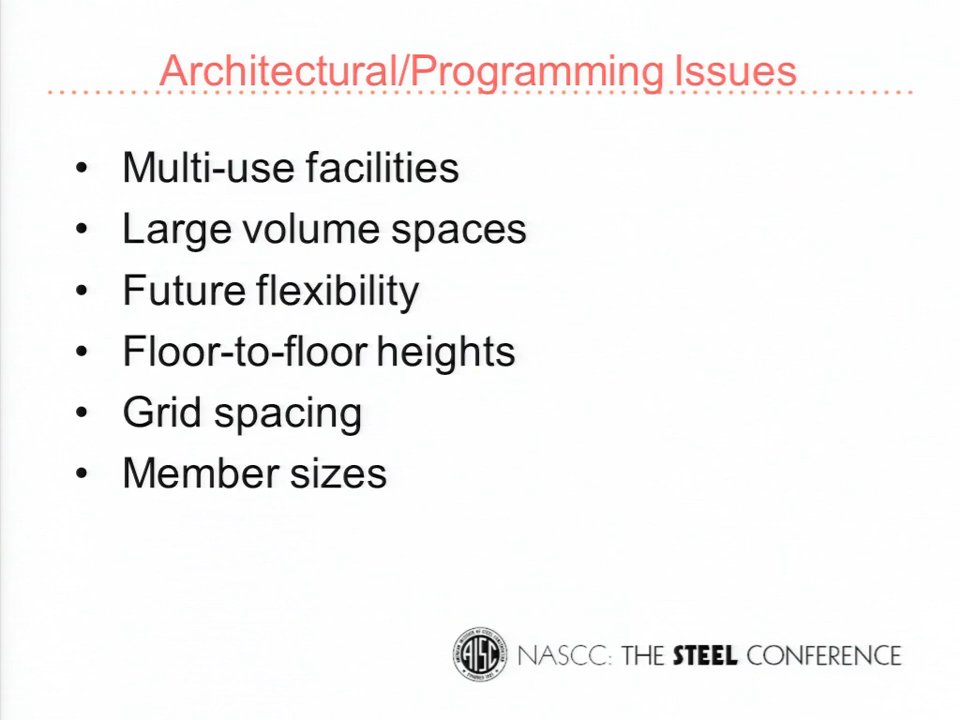 Architectural/Programming Issues
• Multi-use facilities
• Large volume spaces
• Future flexibility
• Floor-to-floor heights
• Grid spacing
• Member sizes
AISC NASCC: THE STEEL CONFERENCE